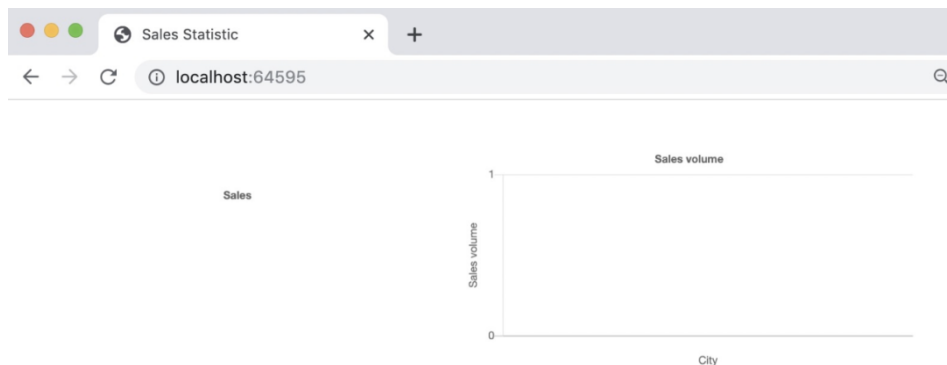 Sales Statistic
localhost:64595
Sales
Sales volume
1
Sales volume
0
City